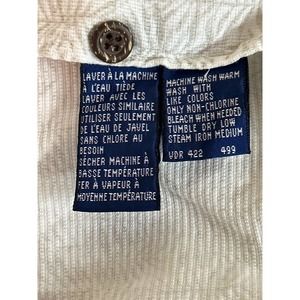 LAVER À LA MACHINE
À L'EAU TIÈDE
LAVER AVEC LES
COULEURS SIMILAIRE
UTILISER SEULEMENT
DE L'EAU DE JAVEL
SANS CHLORE AU
BESOIN
SÉCHER MACHINE À
BASSE TEMPÉRATURE
FER À VAPEUR À
MOYENNE TEMPÉRATURE
MACHINE WASH WARM
WASH WITH
LIKE COLORS
ONLY NON-CHLORINE
BLEACH WHEN NEEDED
TUMBLE DRY LOW
STEAM IRON MEDIUM
VDR 422 499